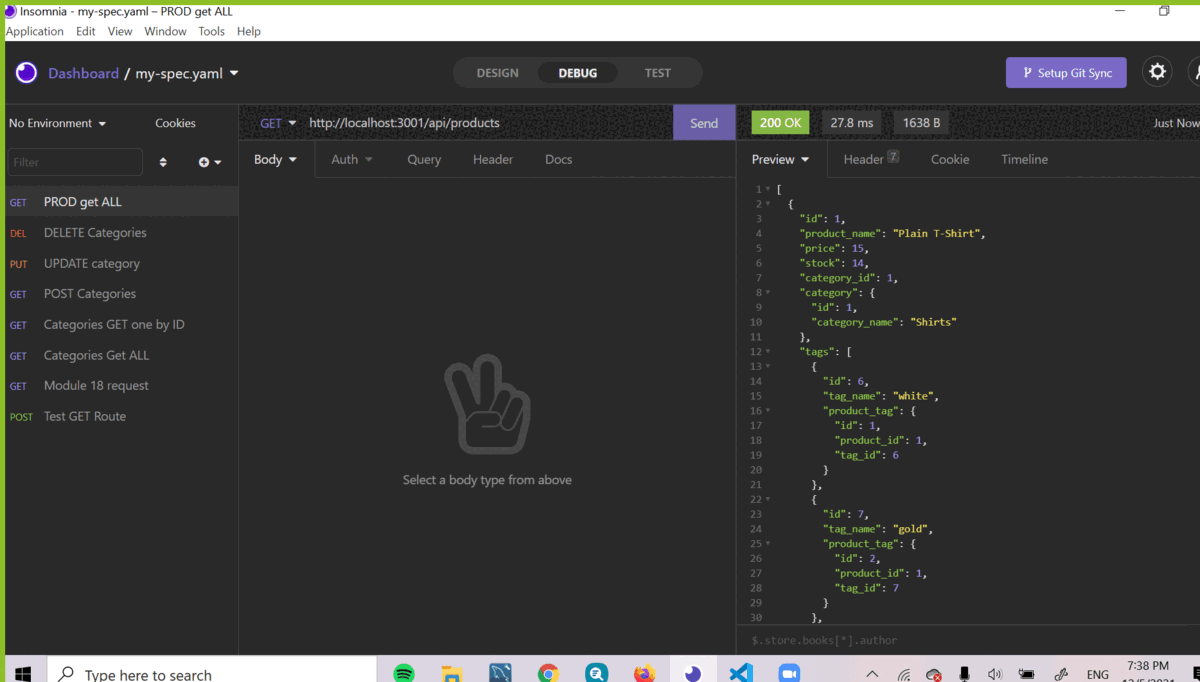 Insomnia - my-spec.yaml – PROD get ALL
Application Edit View Window Tools Help
Dashboard / my-spec.yaml
DESIGN DEBUG TEST
Setup Git Sync
No Environment Cookies
GET http://localhost:3001/api/products Send
200 OK 27.8 ms 1638 B Just Now
Filter
Body Auth Query Header Docs
Preview Header 7 Cookie Timeline
GET PROD get ALL
DEL DELETE Categories
PUT UPDATE category
GET POST Categories
GET Categories GET one by ID
GET Categories Get ALL
GET Module 18 request
POST Test GET Route
Select a body type from above
1 [
2 {
3 "id": 1,
4 "product_name": "Plain T-Shirt",
5 "price": 15,
6 "stock": 14,
7 "category_id": 1,
8 "category": {
9 "id": 1,
10 "category_name": "Shirts"
11 },
12 "tags": [
13 {
14 "id": 6,
15 "tag_name": "white",
16 "product_tag": {
17 "id": 1,
18 "product_id": 1,
19 "tag_id": 6
20 }
21 },
22 {
23 "id": 7,
24 "tag_name": "gold",
25 "product_tag": {
26 "id": 2,
27 "product_id": 1,
28 "tag_id": 7
29 }
30 },
$.store.books[*].author
Type here to search
ENG
7:38 PM